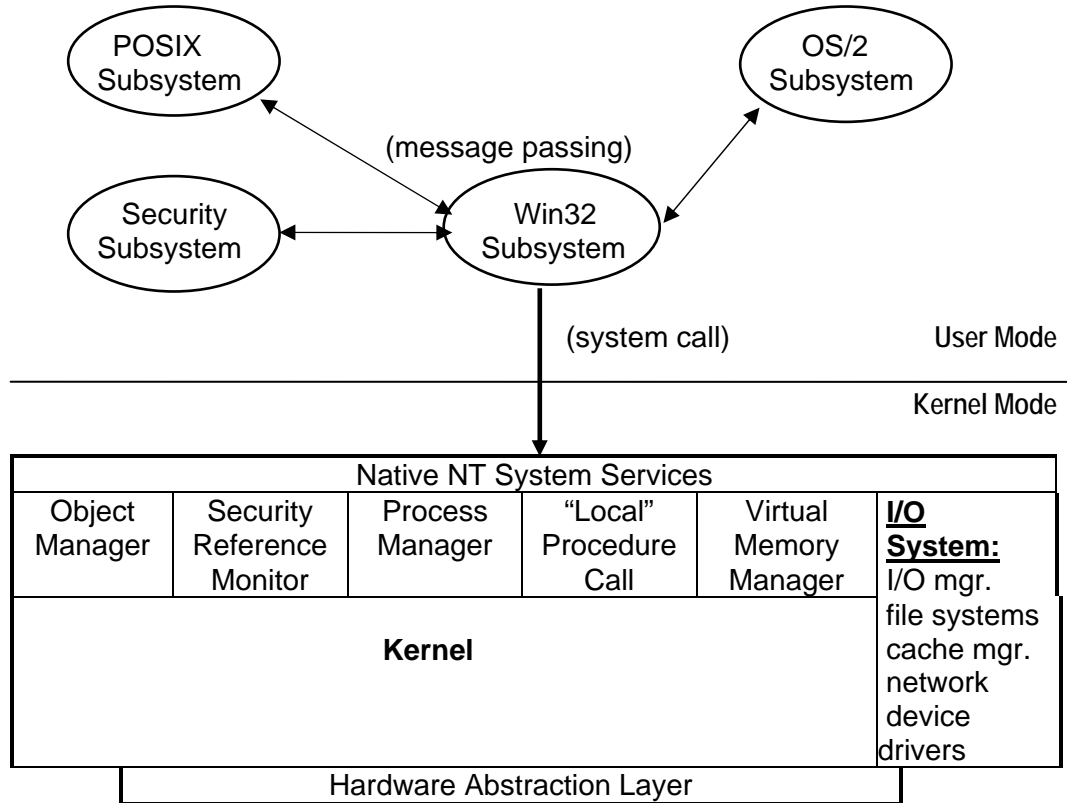 POSIX
Subsystem
OS/2
Subsystem
(message passing)
Security
Subsystem
Win32
Subsystem
(system call)
User Mode
Kernel Mode
Native NT System Services
Object
Manager
Security
Reference
Monitor
Process
Manager
“Local”
Procedure
Call
Virtual
Memory
Manager
I/O
System:
I/O mgr.
file systems
cache mgr.
network
device
drivers
Kernel
Hardware Abstraction Layer